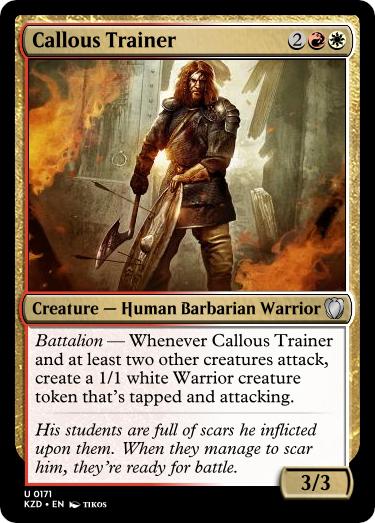 Callous Trainer 2
Creature — Human Barbarian Warrior
Battalion — Whenever Callous Trainer
and at least two other creatures attack,
create a 1/1 white Warrior creature
token that's tapped and attacking.
His students are full of scars he inflicted
upon them. When they manage to scar
him, they're ready for battle.
3/3
U 0171
KZD • EN TIKOS